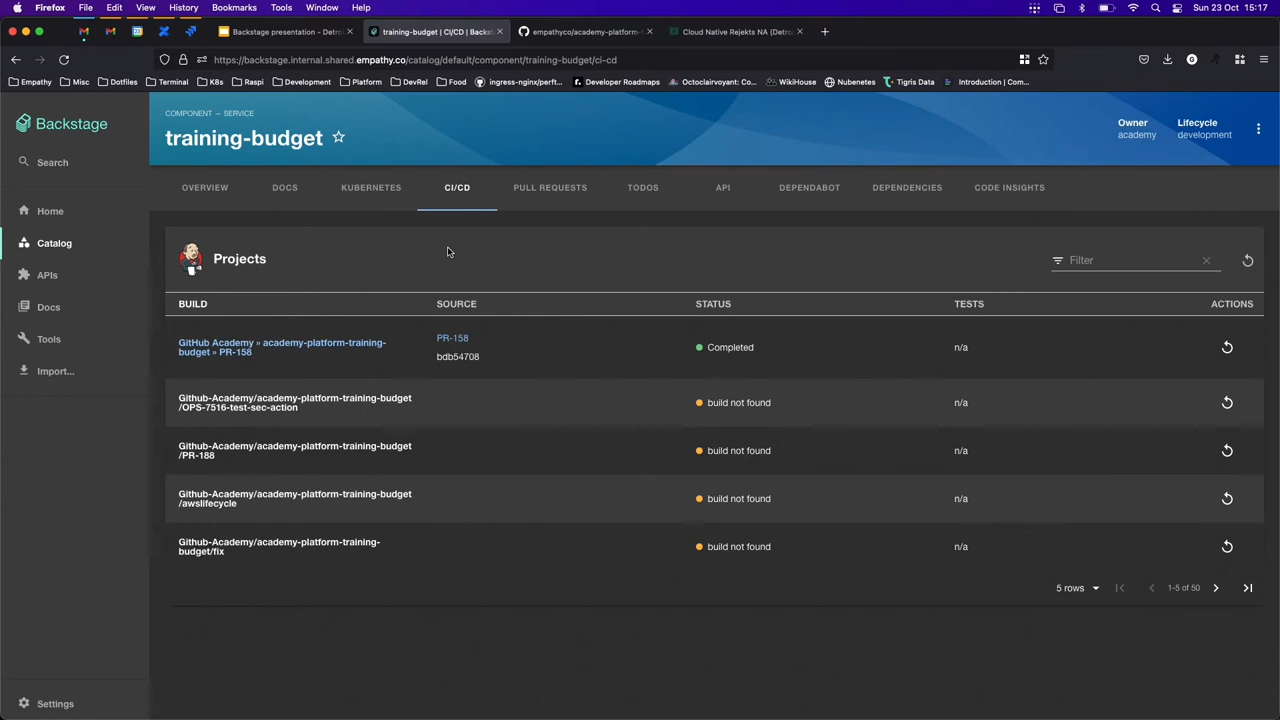 Firefox File Edit View History Bookmarks Tools Window Help Sun 23 Oct 15:17
Backstage presentation - Detro training-budget | CI/CD | Backs empathyco/academy-platform-t Cloud Native Rejekts NA (Detroi
https://backstage.internal.shared.empathy.co/catalog/default/component/training-budget/ci-cd
Empathy Misc Dotfiles Terminal K8s Raspi Development Platform DevRel Food ingress-nginx/perft... Developer Roadmaps Octoclairvoyant: Co... WikiHouse Nubenetes Tigris Data Introduction | Com...
Backstage
Search
Home
Catalog
APIs
Docs
Tools
Import...
Settings
COMPONENT — SERVICE
training-budget
Owner
academy
Lifecycle
development
OVERVIEW DOCS KUBERNETES CI/CD PULL REQUESTS TODOS API DEPENDABOT DEPENDENCIES CODE INSIGHTS
Projects
Filter
BUILD SOURCE STATUS TESTS ACTIONS
GitHub Academy » academy-platform-training-
budget » PR-158
PR-158
bdb54708
Completed
n/a
Github-Academy/academy-platform-training-budget
/OPS-7516-test-sec-action
build not found
n/a
Github-Academy/academy-platform-training-budget
/PR-188
build not found
n/a
Github-Academy/academy-platform-training-budget
/awslifecycle
build not found
n/a
Github-Academy/academy-platform-training-
budget/fix
build not found
n/a
5 rows
1-5 of 50